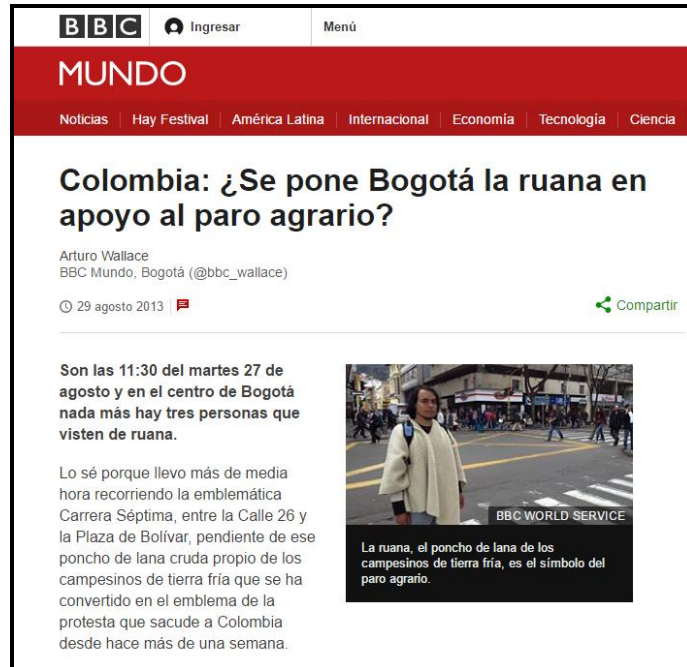 BBC Ingresar Menú
MUNDO
Noticias Hay Festival América Latina Internacional Economía Tecnología Ciencia
Colombia: ¿Se pone Bogotá la ruana en
apoyo al paro agrario?
Arturo Wallace
BBC Mundo, Bogotá (@bbc_wallace)
29 agosto 2013
Compartir
Son las 11:30 del martes 27 de
agosto y en el centro de Bogotá
nada más hay tres personas que
visten de ruana.
Lo sé porque llevo más de media
hora recorriendo la emblemática
Carrera Séptima, entre la Calle 26 y
la Plaza de Bolívar, pendiente de ese
poncho de lana cruda propio de los
campesinos de tierra fría que se ha
convertido en el emblema de la
protesta que sacude a Colombia
desde hace más de una semana.
BBC WORLD SERVICE
La ruana, el poncho de lana de los
campesinos de tierra fría, es el símbolo del
paro agrario.